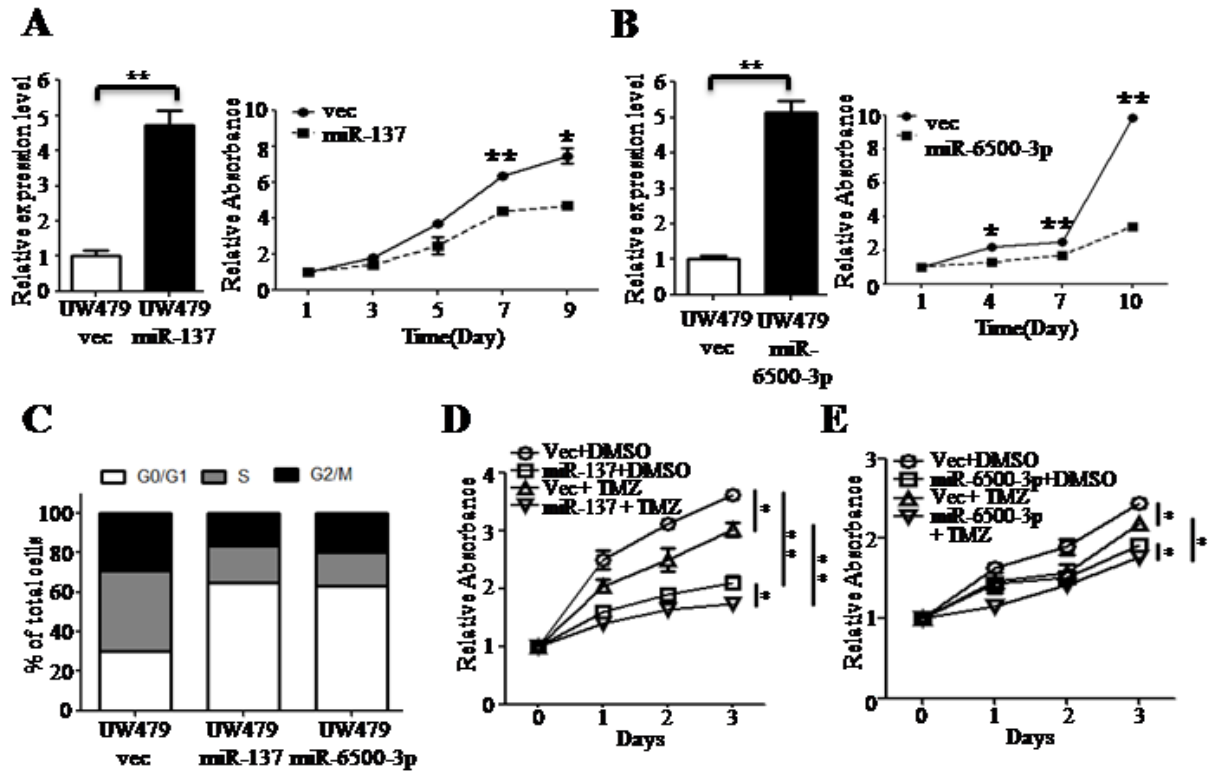 A
Relative expression level
6
5
4
3
2
1
0
**
UW479
vec
UW479
miR-137
Relative Absorbance
10
8
6
4
2
0
vec
miR-137
**
*
1 3 5 7 9
Time(Day)
B
Relative expression level
6
5
4
3
2
1
0
**
UW479
vec
UW479
miR-
6500-3p
Relative Absorbance
10
8
6
4
2
0
vec
miR-6500-3p
*
**
**
1 4 7 10
Time(Day)
C
G0/G1 S G2/M
% of total cells
100
80
60
40
20
0
UW479
vec
UW479
miR-137
UW479
miR-6500-3p
D
Vec+DMSO
miR-137+DMSO
Vec+ TMZ
miR-137 + TMZ
Relative Absorbance
4
3
2
1
0
*
*
**
**
0 1 2 3
Days
E
Vec+DMSO
miR-6500-3p+DMSO
Vec+ TMZ
miR-6500-3p
+ TMZ
Relative Absorbance
3
2
1
0
*
*
*
0 1 2 3
Days